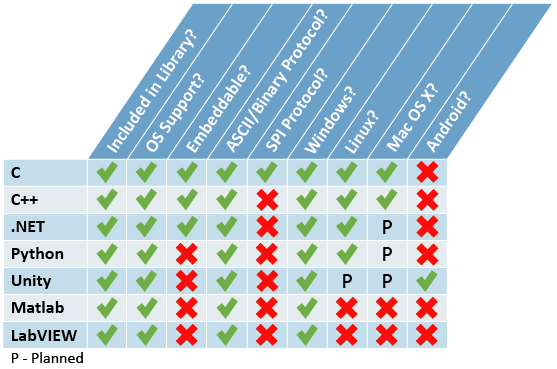 Included in Library?
OS Support?
Embeddable?
ASCII/Binary Protocol?
SPI Protocol?
Windows?
Linux?
Mac OS X?
Android?
C
C++
.NET P
Python P
Unity P P
Matlab
LabVIEW
P - Planned